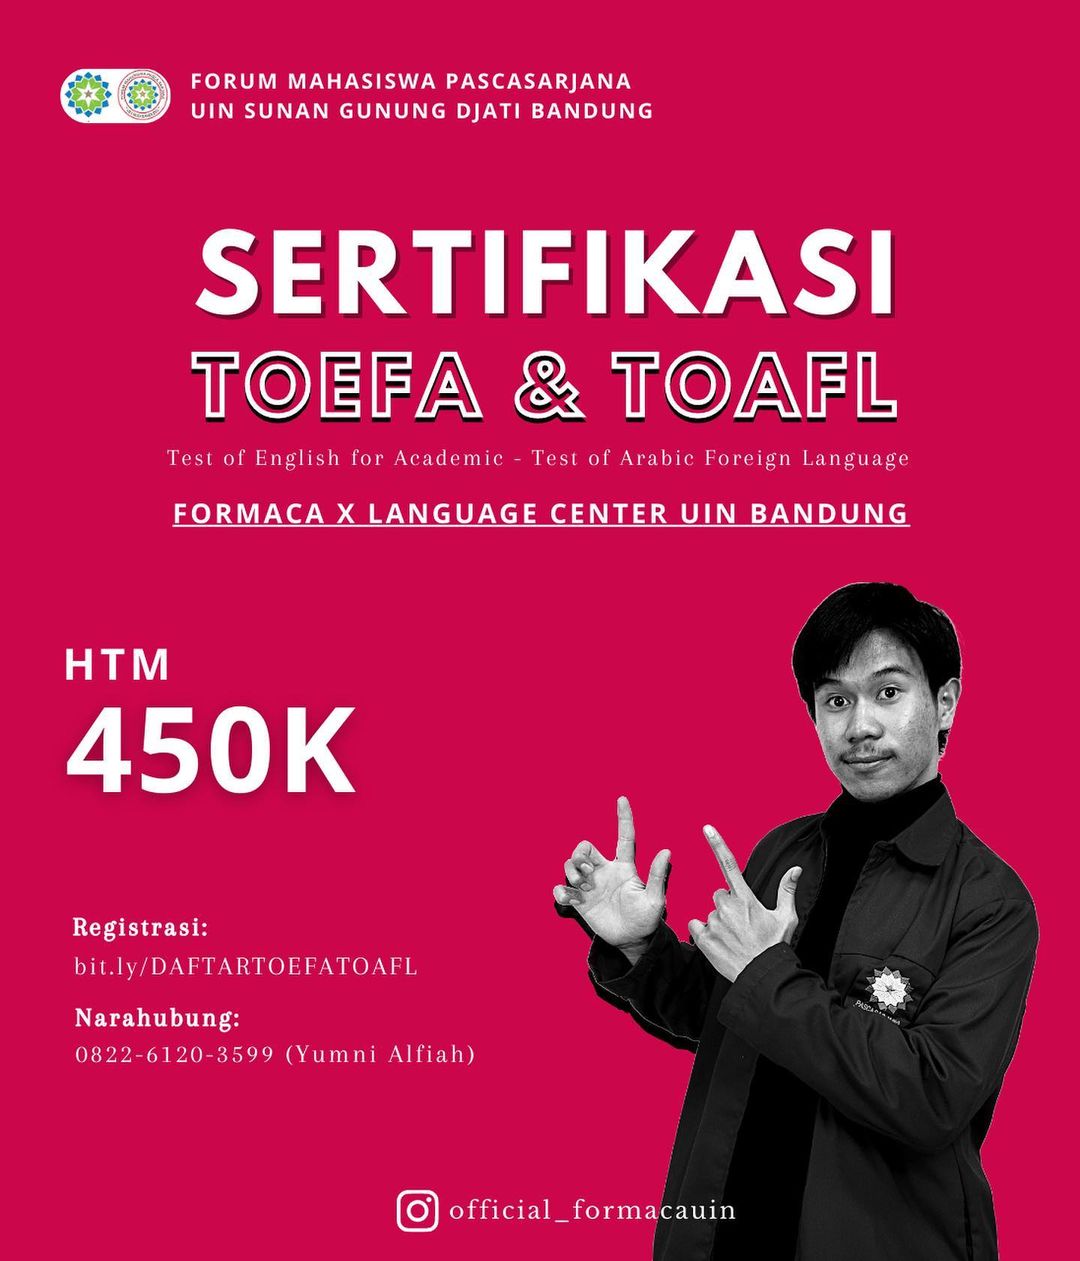 FORUM MAHASISWA PASCASARJANA
UIN SUNAN GUNUNG DJATI BANDUNG
SERTIFIKASI
TOEFA & TOAFL
Test of English for Academic - Test of Arabic Foreign Language
FORMACA X LANGUAGE CENTER UIN BANDUNG
HTM
450K
Registrasi:
bit.ly/DAFTARTOEFATOAFL
Narahubung:
0822-6120-3599 (Yumni Alfiah)
official_formacauin